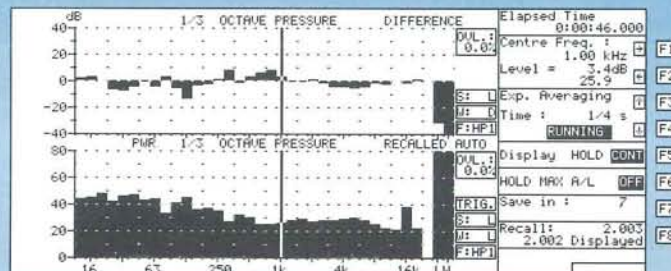 dB 1/3 OCTAVE PRESSURE DIFFERENCE
40
20
0
-20
-40
OVL.:
0.0%
S: L
W: D
F:HP1
PWR 1/3 OCTAVE PRESSURE RECALLED AUTO
80
60
40
20
0
OVL.:
0.0%
TRIG.
S: L
W: L
F:HP1
16 63 250 1k 4k 16k LW
Elapsed Time
0:00:46.000
Centre Freq. :
1.00 kHz
Level = 3.4dB
25.9
Exp. Averaging
Time : 1/4 s
RUNNING
Display HOLD CONT
HOLD MAX A/L OFF
Save in : 7
Recall: 2.003
2.002 Displayed
F1
F2
F3
F4
F5
F6
F7
F8